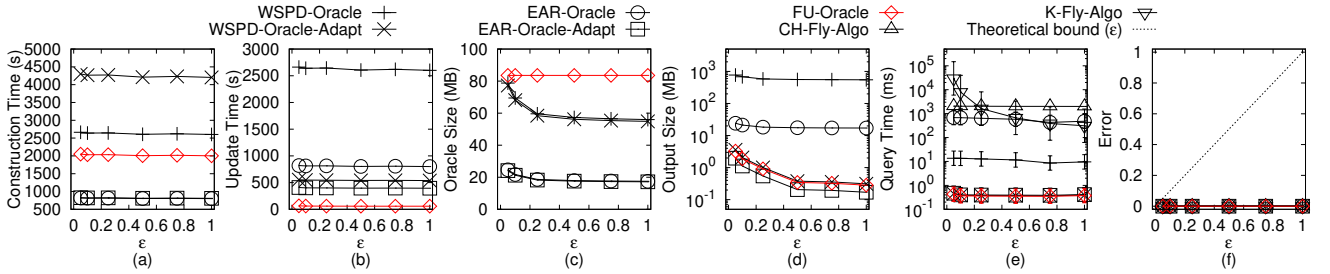 WSPD-Oracle
WSPD-Oracle-Adapt
EAR-Oracle
EAR-Oracle-Adapt
FU-Oracle
CH-Fly-Algo
K-Fly-Algo
Theoretical bound (ε)
Construction Time (s)
5000
4500
4000
3500
3000
2500
2000
1500
1000
500
0 0.2 0.4 0.6 0.8 1
ε
(a)
Update Time (s)
3000
2500
2000
1500
1000
500
0
0 0.2 0.4 0.6 0.8 1
ε
(b)
Oracle Size (MB)
100
80
60
40
20
0
0 0.2 0.4 0.6 0.8 1
ε
(c)
Output Size (MB)
10³
10²
10¹
10⁰
10⁻¹
0 0.2 0.4 0.6 0.8 1
ε
(d)
Query Time (ms)
10⁵
10⁴
10³
10²
10¹
10⁰
10⁻¹
0 0.2 0.4 0.6 0.8 1
ε
(e)
Error
1
0.8
0.6
0.4
0.2
0
0 0.2 0.4 0.6 0.8 1
ε
(f)